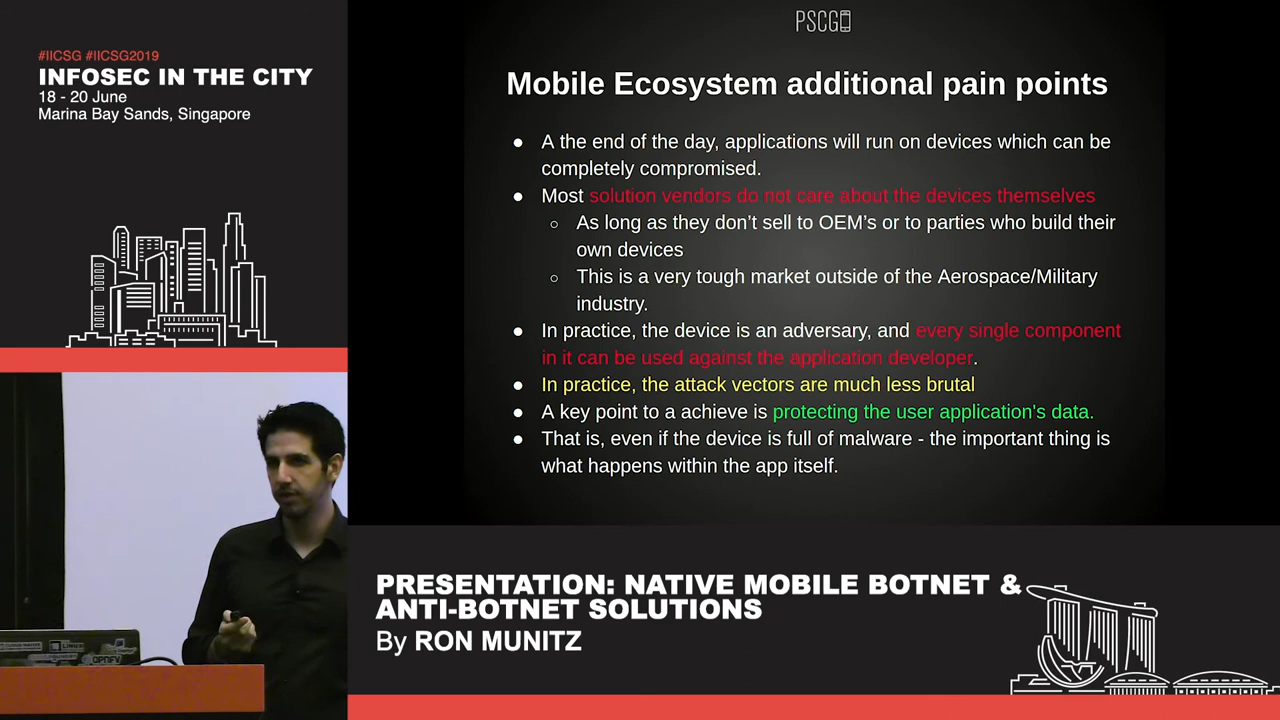 #IICSG #IICSG2019
INFOSEC IN THE CITY
18 - 20 June
Marina Bay Sands, Singapore
PSCG
Mobile Ecosystem additional pain points
● A the end of the day, applications will run on devices which can be
completely compromised.
● Most solution vendors do not care about the devices themselves
○ As long as they don’t sell to OEM’s or to parties who build their
own devices
○ This is a very tough market outside of the Aerospace/Military
industry.
● In practice, the device is an adversary, and every single component
in it can be used against the application developer.
● In practice, the attack vectors are much less brutal
● A key point to a achieve is protecting the user application's data.
● That is, even if the device is full of malware - the important thing is
what happens within the app itself.
LINUX
OPNFV
PRESENTATION: NATIVE MOBILE BOTNET &
ANTI-BOTNET SOLUTIONS
By RON MUNITZ